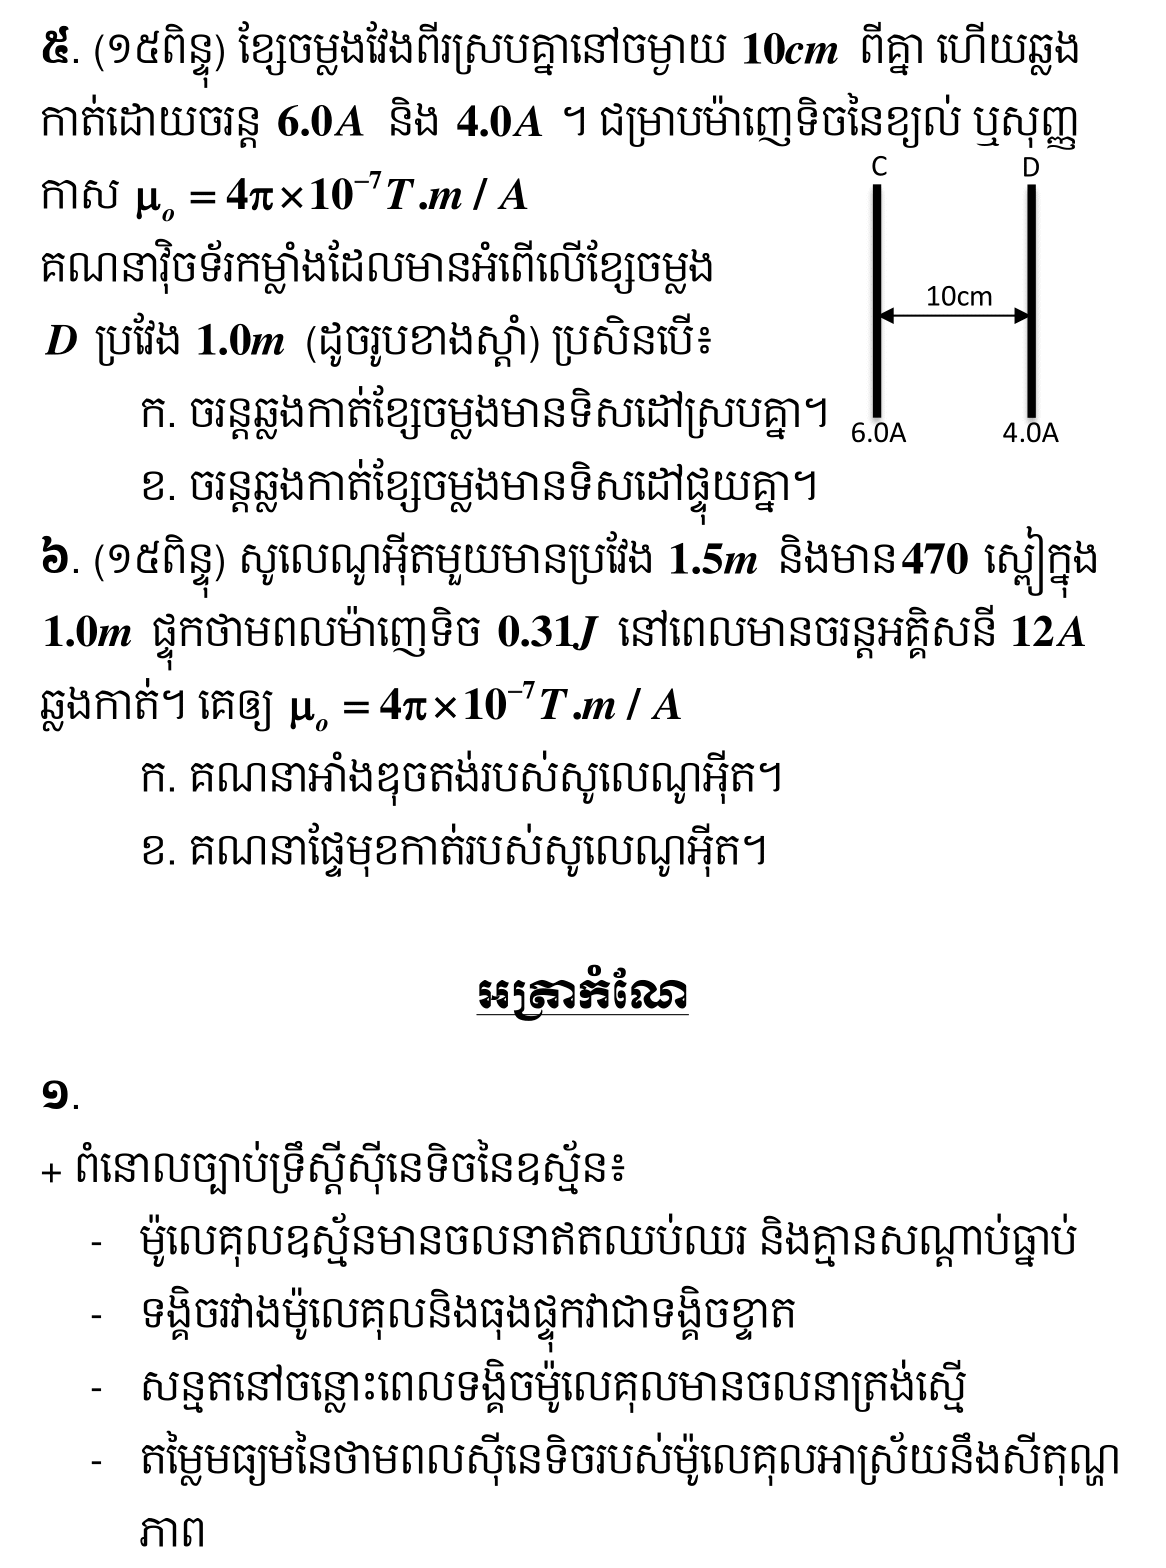 ៥. (១៥ពិន្ទុ) ខ្សែចម្លងវែងពីរស្របគ្នានៅចម្ងាយ 10cm ពីគ្នា ហើយឆ្លង
កាត់ដោយចរន្ត 6.0A និង 4.0A ។ ជម្រាបម៉ាញេទិចនៃខ្យល់ ឬសុញ្ញ
កាស μₒ = 4π×10⁻⁷T.m / A
គណនាវ៉ិចទ័រកម្លាំងដែលមានអំពើលើខ្សែចម្លង
D ប្រវែង 1.0m (ដូចរូបខាងស្តាំ) ប្រសិនបើ៖
ក. ចរន្តឆ្លងកាត់ខ្សែចម្លងមានទិសដៅស្របគ្នា។
ខ. ចរន្តឆ្លងកាត់ខ្សែចម្លងមានទិសដៅផ្ទុយគ្នា។
C D
10cm
6.0A 4.0A
៦. (១៥ពិន្ទុ) សូលេណូអ៊ីតមួយមានប្រវែង 1.5m និងមាន 470 ស្ពៀក្នុង
1.0m ផ្ទុកថាមពលម៉ាញេទិច 0.31J នៅពេលមានចរន្តអគ្គិសនី 12A
ឆ្លងកាត់។ គេឲ្យ μₒ = 4π×10⁻⁷T.m / A
ក. គណនាអាំងឌុចតង់របស់សូលេណូអ៊ីត។
ខ. គណនាផ្ទៃមុខកាត់របស់សូលេណូអ៊ីត។
អត្រាកំណែ
១.
+ ពំនោលច្បាប់ទ្រឹស្តីស៊ីនេទិចនៃឧស្ម័ន៖
- ម៉ូលេគុលឧស្ម័នមានចលនាឥតឈប់ឈរ និងគ្មានសណ្តាប់ធ្នាប់
- ទង្គិចរវាងម៉ូលេគុលនិងធុងផ្ទុកវាជាទង្គិចខ្ទាត
- សន្មតនៅចន្លោះពេលទង្គិចម៉ូលេគុលមានចលនាត្រង់ស្មើ
- តម្លៃមធ្យមនៃថាមពលស៊ីនេទិចរបស់ម៉ូលេគុលអាស្រ័យនឹងសីតុណ្ហ
ភាព